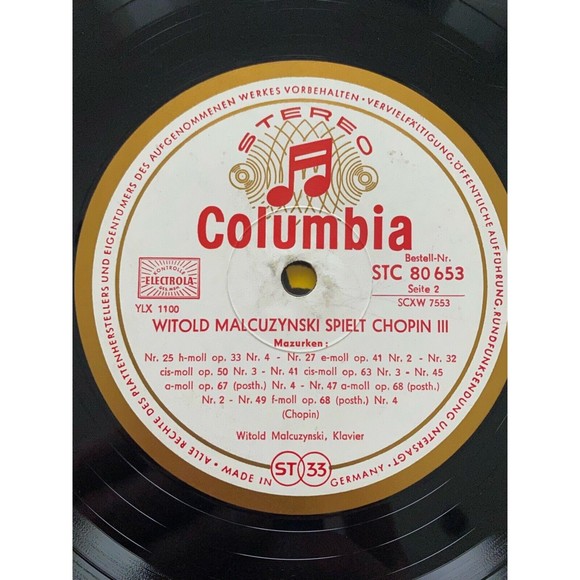 ALLE RECHTE DES PLATTENHERSTELLERS UND EIGENTÜMERS DES AUFGENOMMENEN WERKES VORBEHALTEN · VERVIELFÄLTIGUNG, ÖFFENTLICHE AUFFÜHRUNG, RUNDFUNKSENDUNG UNTERSAGT ·
STEREO
Columbia
Bestell-Nr.
STC 80 653
Seite 2
SCXW 7553
ELECTROLA
YLX 1100
WITOLD MALCUZYNSKI SPIELT CHOPIN III
Mazurken:
Nr. 25 h-moll op. 33 Nr. 4 - Nr. 27 e-moll op. 41 Nr. 2 - Nr. 32
cis-moll op. 50 Nr. 3 - Nr. 41 cis-moll op. 63 Nr. 3 - Nr. 45
a-moll op. 67 (posth.) Nr. 4 - Nr. 47 a-moll op. 68 (posth.)
Nr. 2 - Nr. 49 f-moll op. 68 (posth.) Nr. 4
(Chopin)
Witold Malcuzynski, Klavier
MADE IN GERMANY
ST 33